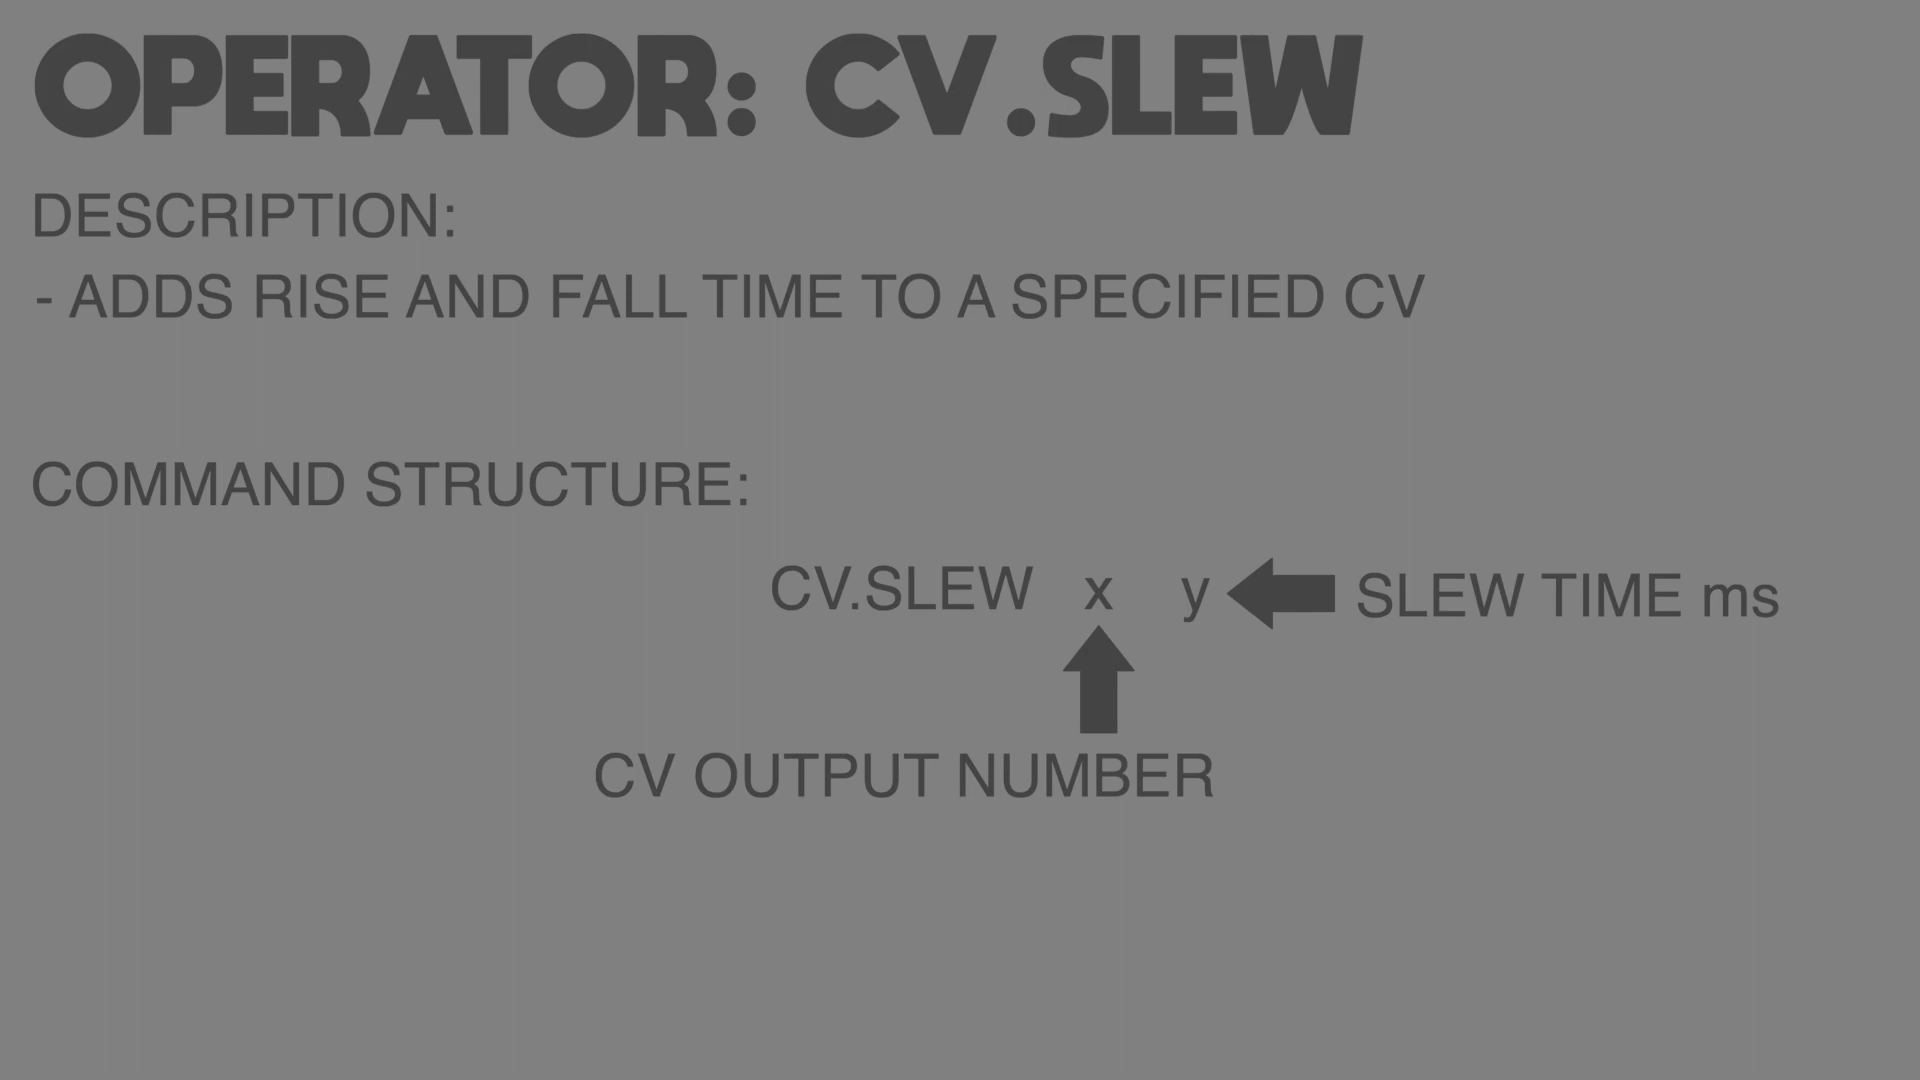 OPERATOR: CV.SLEW
DESCRIPTION:
- ADDS RISE AND FALL TIME TO A SPECIFIED CV
COMMAND STRUCTURE:
CV.SLEW x y SLEW TIME ms
CV OUTPUT NUMBER